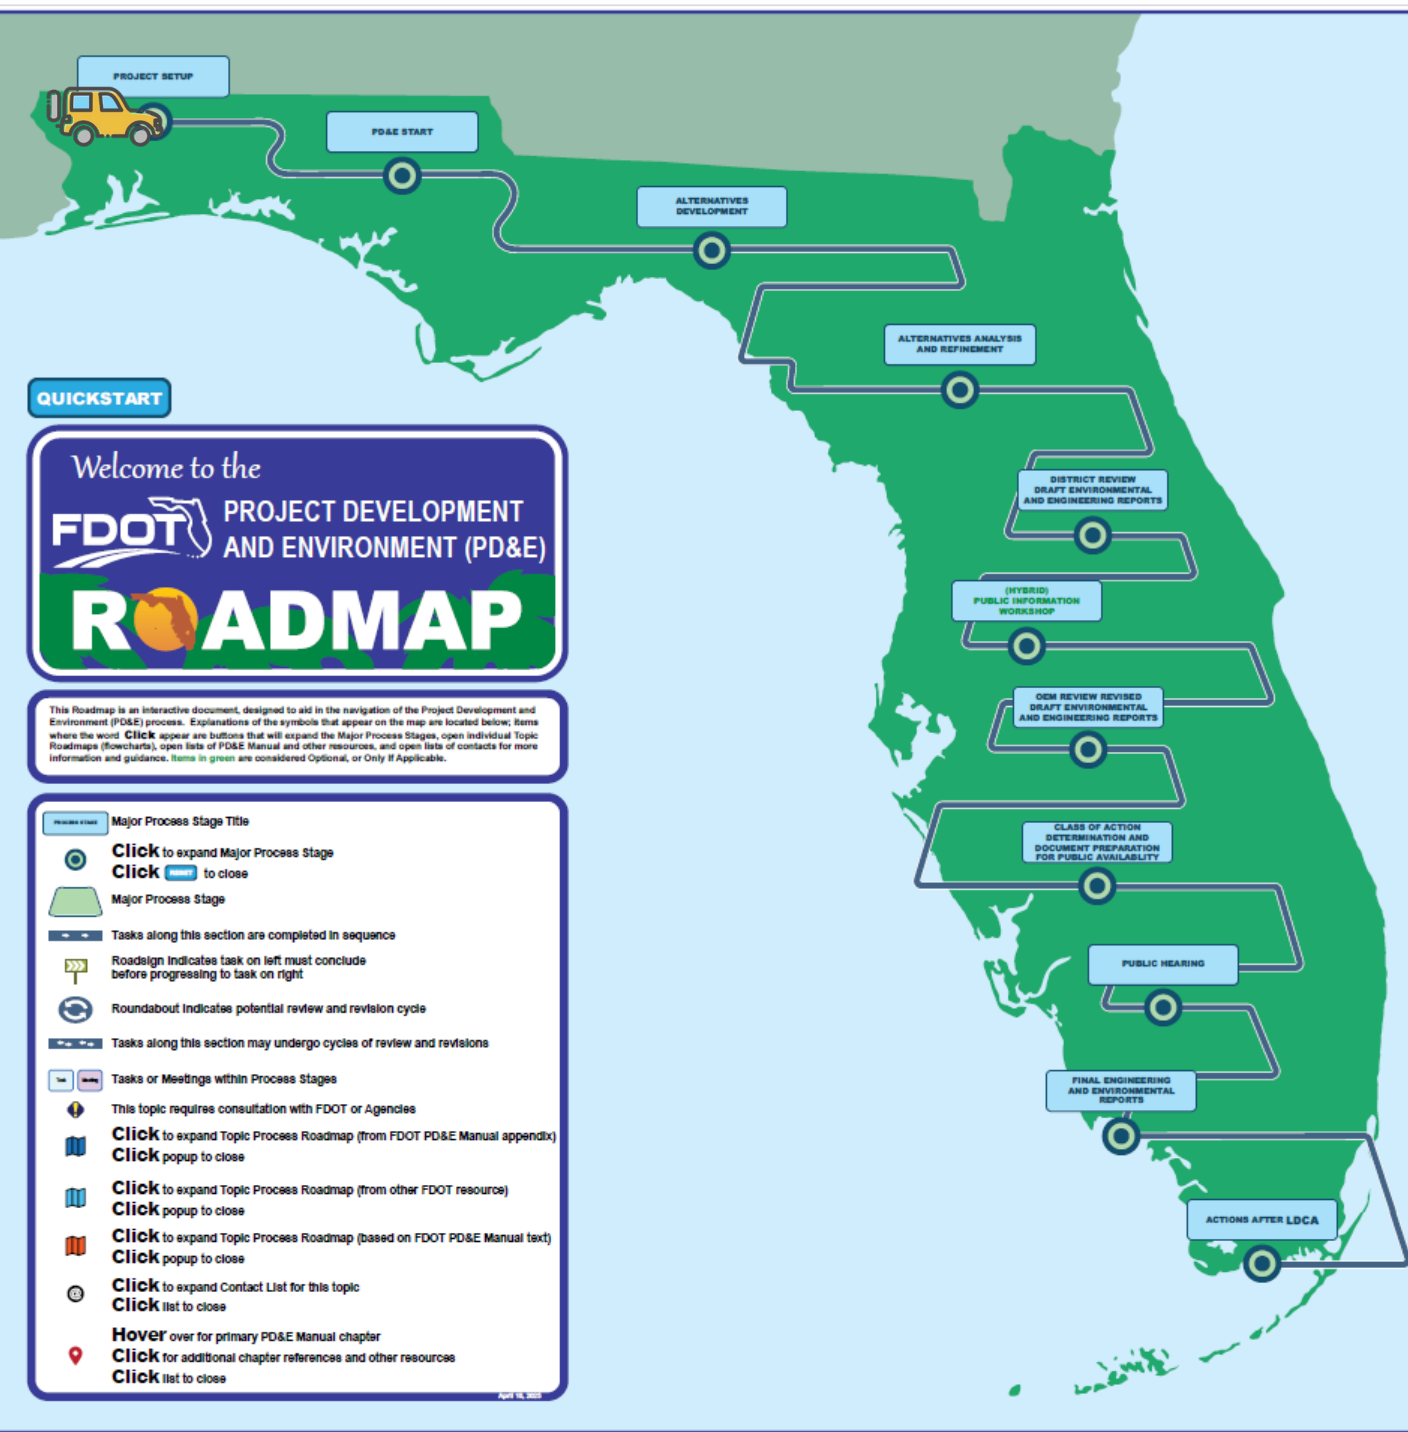 PROJECT SETUP
PD&E START
ALTERNATIVES
DEVELOPMENT
ALTERNATIVES ANALYSIS
AND REFINEMENT
DISTRICT REVIEW
DRAFT ENVIRONMENTAL
AND ENGINEERING REPORTS
(HYBRID)
PUBLIC INFORMATION
WORKSHOP
OEM REVIEW REVISED
DRAFT ENVIRONMENTAL
AND ENGINEERING REPORTS
CLASS OF ACTION
DETERMINATION AND
DOCUMENT PREPARATION
FOR PUBLIC AVAILABLITY
PUBLIC HEARING
FINAL ENGINEERING
AND ENVIRONMENTAL
REPORTS
ACTIONS AFTER LDCA
QUICKSTART
Welcome to the
FDOT
PROJECT DEVELOPMENT
AND ENVIRONMENT (PD&E)
ROADMAP
This Roadmap is an interactive document, designed to aid in the navigation of the Project Development and
Environment (PD&E) process. Explanations of the symbols that appear on the map are located below; items
where the word Click appear are buttons that will expand the Major Process Stages, open individual Topic
Roadmaps (flowcharts), open lists of PD&E Manual and other resources, and open lists of contacts for more
information and guidance. Items in green are considered Optional, or Only If Applicable.
PROCESS STAGE Major Process Stage Title
Click to expand Major Process Stage
Click RESET to close
Major Process Stage
Tasks along this section are completed in sequence
Roadsign indicates task on left must conclude
before progressing to task on right
Roundabout indicates potential review and revision cycle
Tasks along this section may undergo cycles of review and revisions
Task Meeting Tasks or Meetings within Process Stages
This topic requires consultation with FDOT or Agencies
Click to expand Topic Process Roadmap (from FDOT PD&E Manual appendix)
Click popup to close
Click to expand Topic Process Roadmap (from other FDOT resource)
Click popup to close
Click to expand Topic Process Roadmap (based on FDOT PD&E Manual text)
Click popup to close
Click to expand Contact List for this topic
Click list to close
Hover over for primary PD&E Manual chapter
Click for additional chapter references and other resources
Click list to close